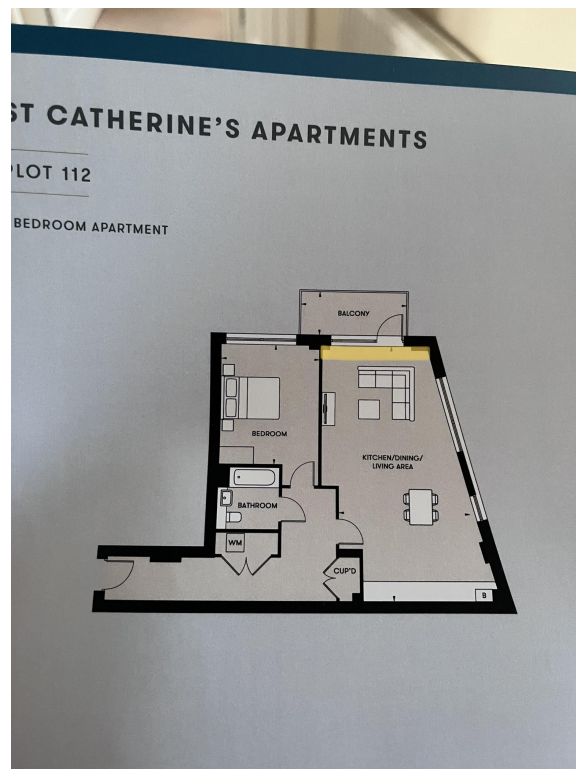 ST CATHERINE'S APARTMENTS
PLOT 112
BEDROOM APARTMENT
BALCONY
BEDROOM
KITCHEN/DINING/
LIVING AREA
BATHROOM
WM
CUP'D
B